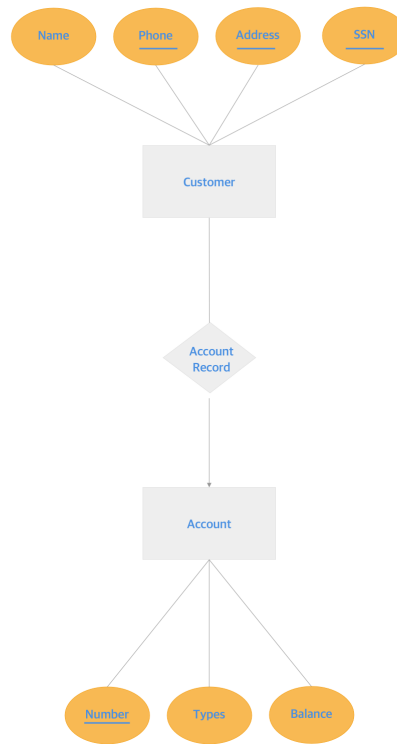 Name
Phone
Address
SSN
Customer
Account
Record
Account
Number
Types
Balance